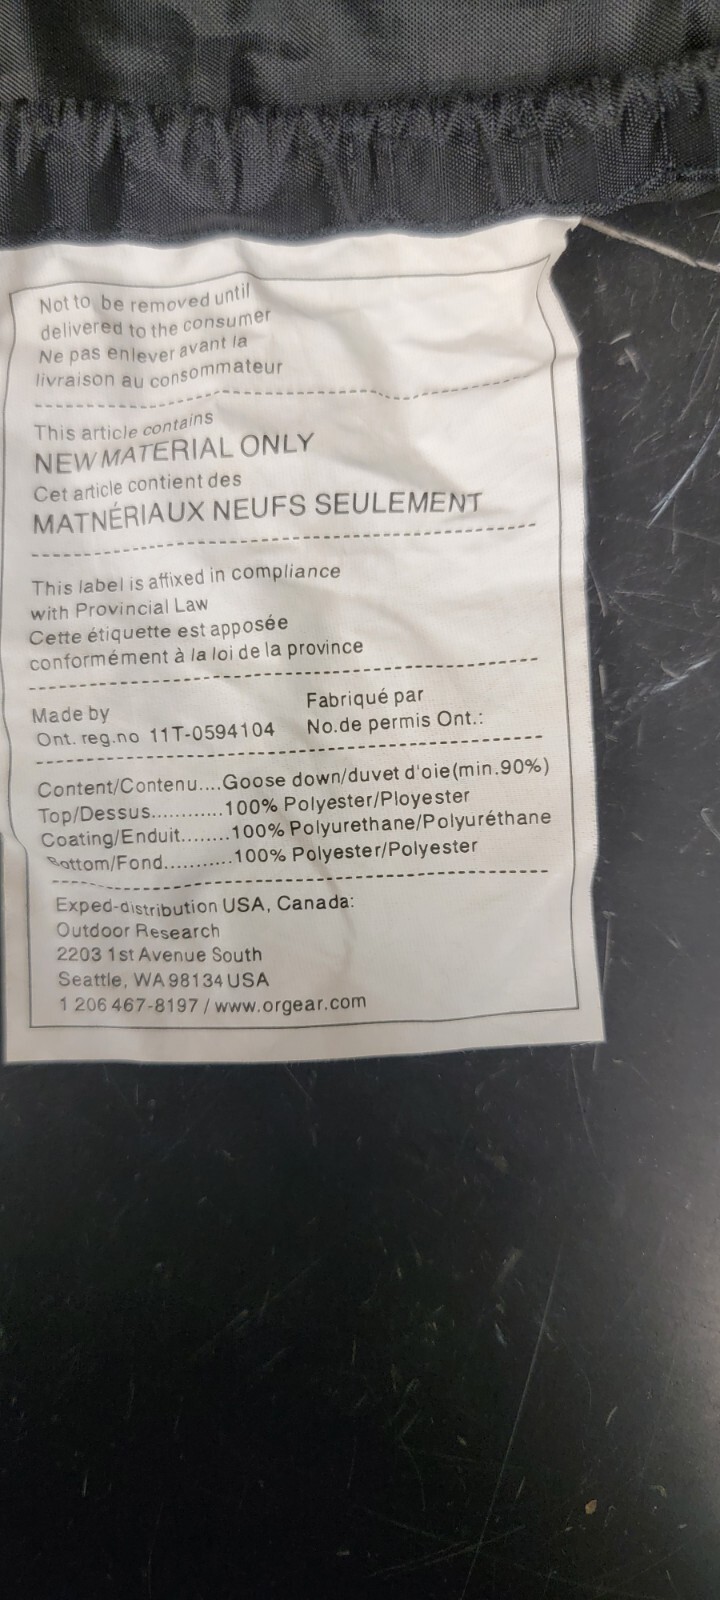 Not to be removed until
delivered to the consumer
Ne pas enlever avant la
livraison au consommateur
This article contains
NEW MATERIAL ONLY
Cet article contient des
MATNÉRIAUX NEUFS SEULEMENT
This label is affixed in compliance
with Provincial Law
Cette étiquette est apposée
conformément à la loi de la province
Made by
Ont. reg.no 11T-0594104
Fabriqué par
No.de permis Ont.:
Content/Contenu....Goose down/duvet d'oie(min.90%)
Top/Dessus............100% Polyester/Ployester
Coating/Enduit........100% Polyurethane/Polyuréthane
Bottom/Fond...........100% Polyester/Polyester
Exped-distribution USA, Canada:
Outdoor Research
2203 1st Avenue South
Seattle, WA 98134 USA
1 206 467-8197 / www.orgear.com